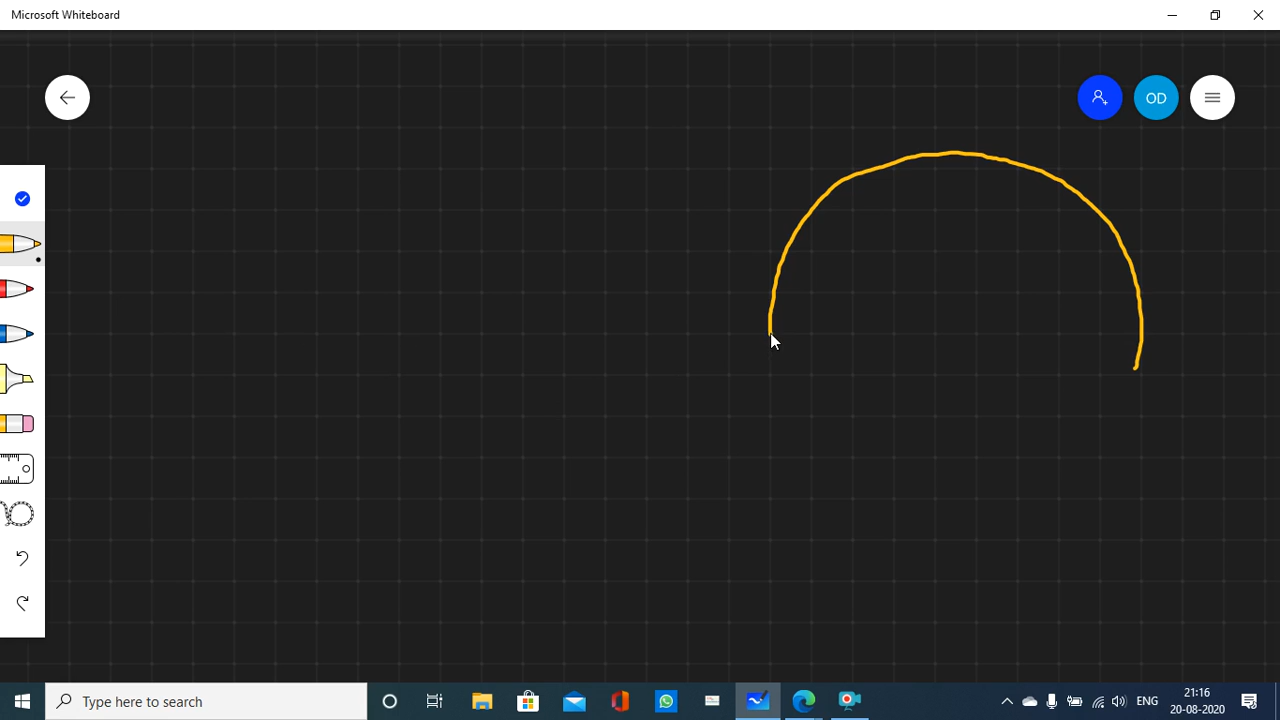 Microsoft Whiteboard
OD
Type here to search
ENG
21:16
20-08-2020